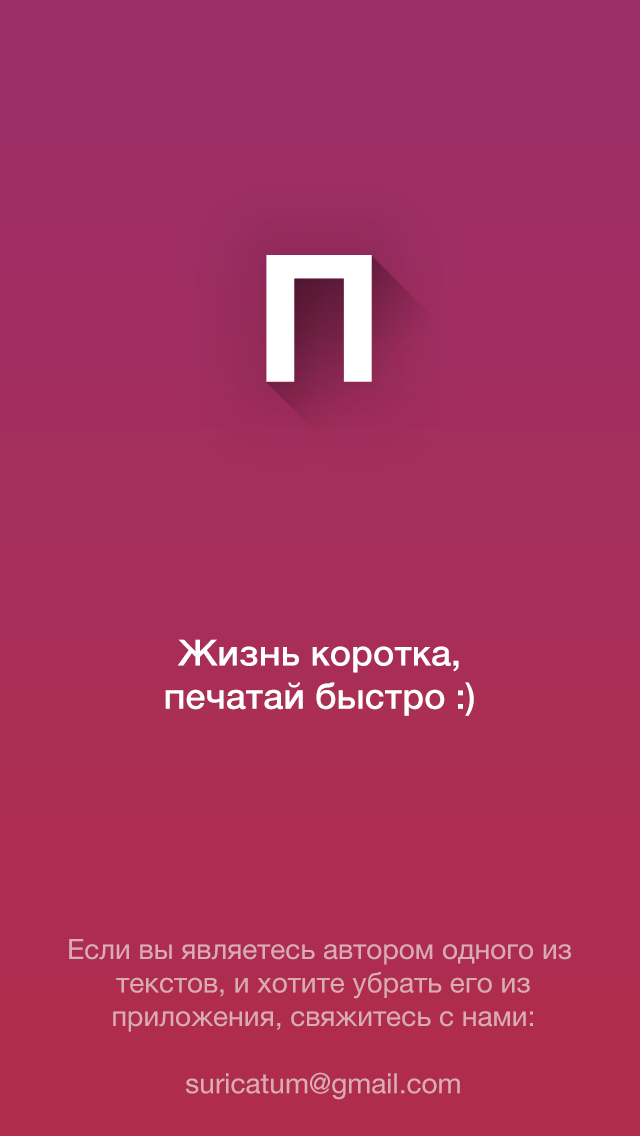 П
Жизнь коротка,
печатай быстро :)
Если вы являетесь автором одного из
текстов, и хотите убрать его из
приложения, свяжитесь с нами:
suricatum@gmail.com